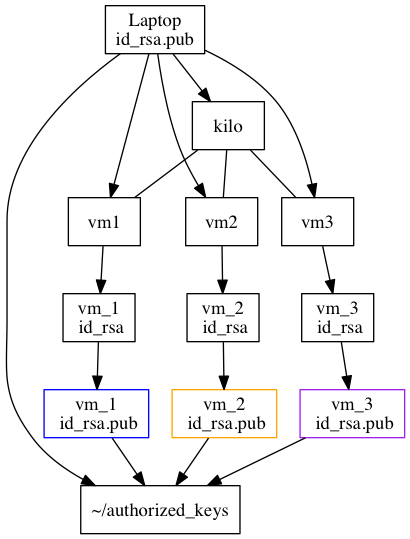 Laptop
id_rsa.pub
kilo
vm1
vm2
vm3
vm_1
id_rsa
vm_2
id_rsa
vm_3
id_rsa
vm_1
id_rsa.pub
vm_2
id_rsa.pub
vm_3
id_rsa.pub
~/authorized_keys